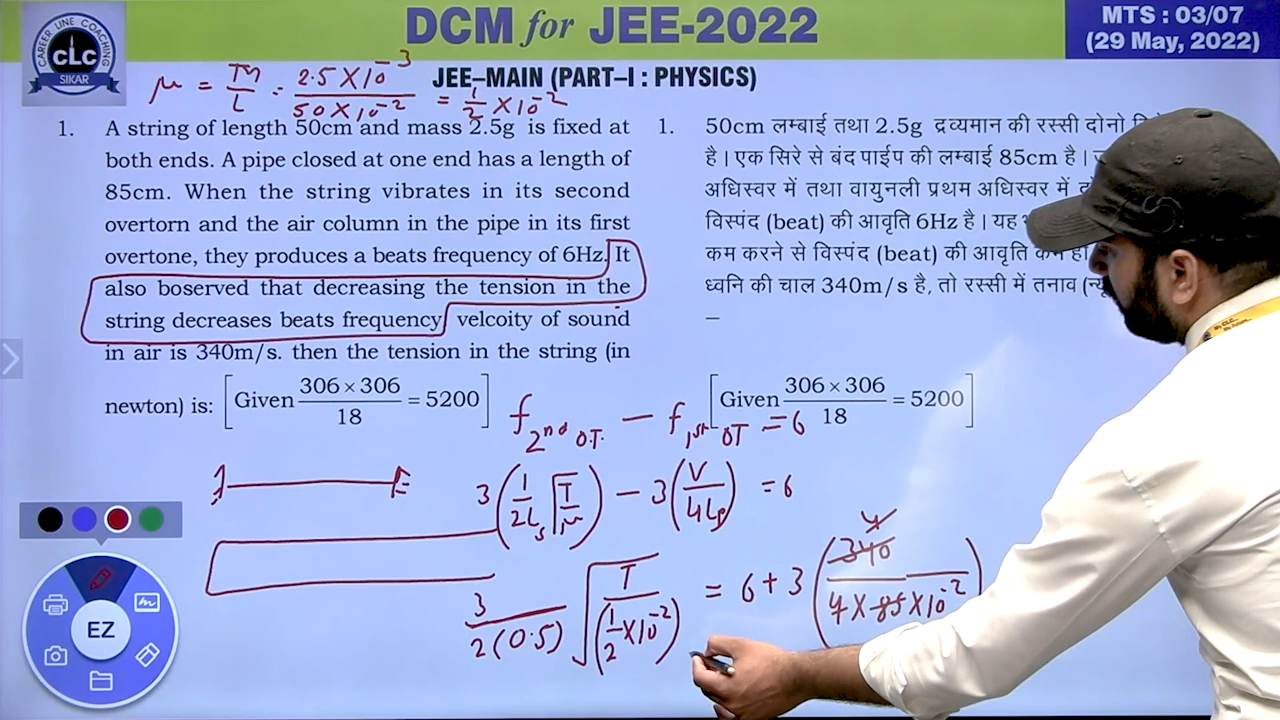 DCM for JEE-2022
MTS : 03/07
(29 May, 2022)
CAREER LINE COACHING
CLC
SIKAR
JEE–MAIN (PART–I : PHYSICS)
μ = m/L = 2.5 X 10⁻³ / 50 X 10⁻² = 1/2 X 10⁻²
1. A string of length 50cm and mass 2.5g is fixed at
both ends. A pipe closed at one end has a length of
85cm. When the string vibrates in its second
overtorn and the air column in the pipe in its first
overtone, they produces a beats frequency of 6Hz. It
also boserved that decreasing the tension in the
string decreases beats frequency velcoity of sound
in air is 340m/s. then the tension in the string (in
newton) is: [Given 306 × 306 / 18 = 5200]
1. 50cm लम्बाई तथा 2.5g द्रव्यमान की रस्सी दोनो
है। एक सिरे से बंद पाईप की लम्बाई 85cm है।
अधिस्वर में तथा वायुनली प्रथम अधिस्वर में
विस्पंद (beat) की आवृति 6Hz है। यह
कम करने से विस्पंद (beat) की आवृति कम
ध्वनि की चाल 340m/s है, तो रस्सी में तनाव
–
[Given 306 × 306 / 18 = 5200]
f 2nd O.T. – f 1st OT = 6
3(1/2Ls √T/μ) – 3(V/4Lp) = 6
3/2(0.5) √T/(1/2 X 10⁻²) = 6 + 3(340/4 X 85 X 10⁻²)
4
EZ